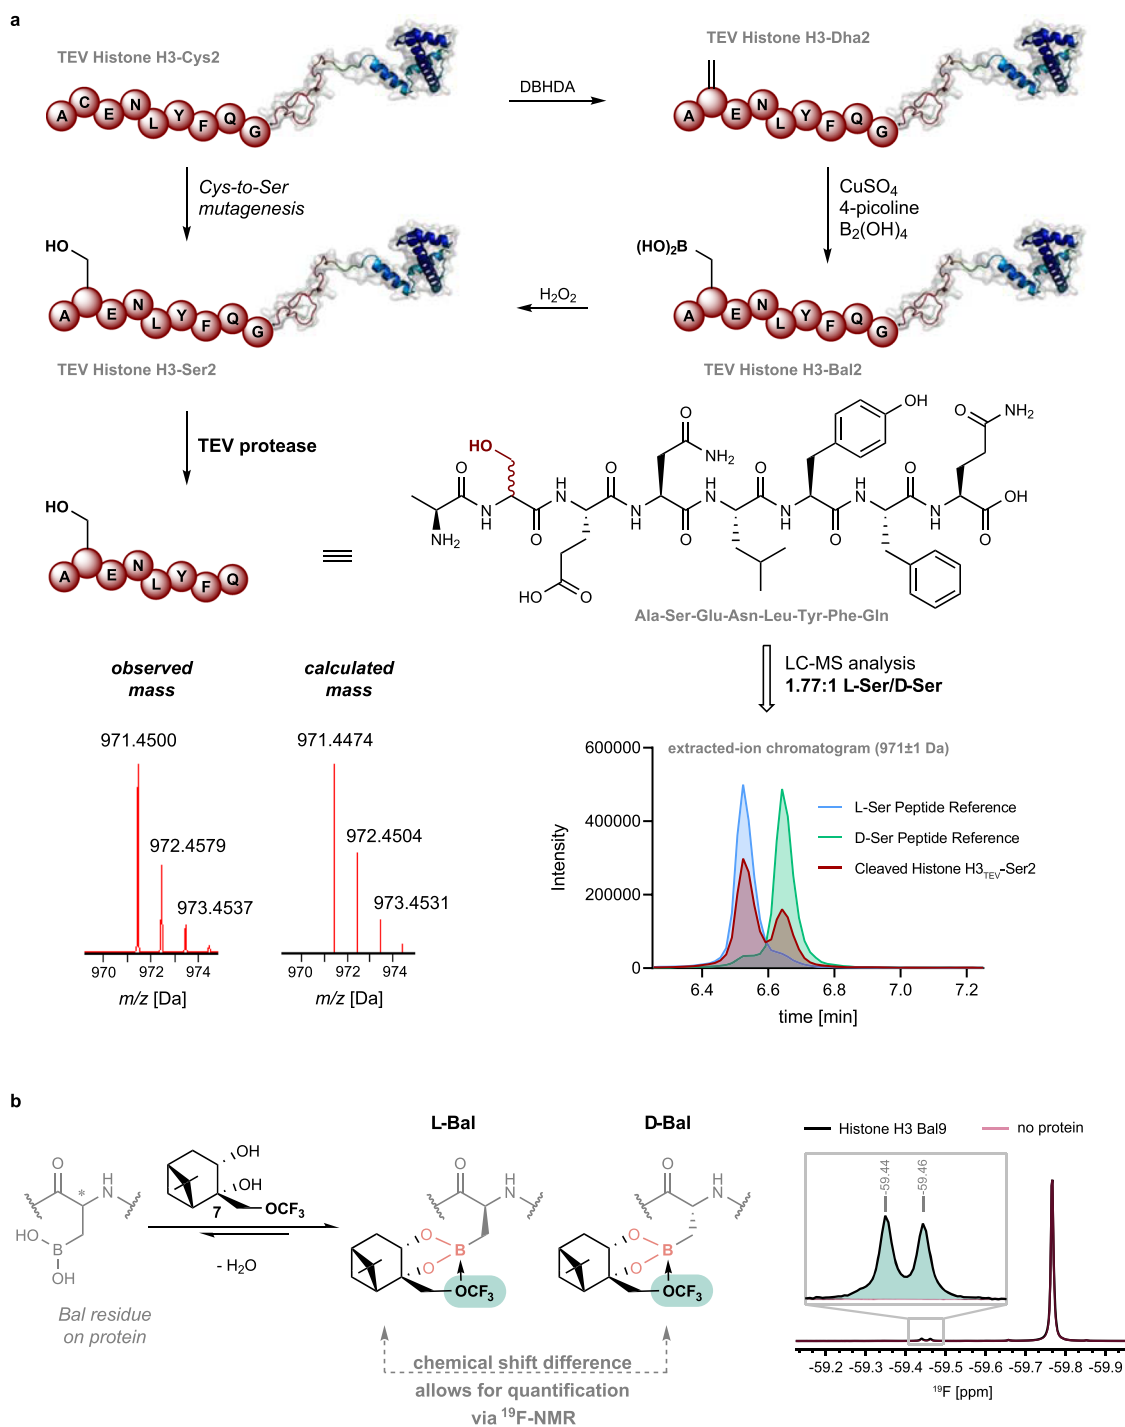 a
TEV Histone H3-Cys2
TEV Histone H3-Dha2
A C E N L Y F Q G
DBHDA
A E N L Y F Q G
Cys-to-Ser
mutagenesis
CuSO4
4-picoline
B2(OH)4
HO
(HO)2B
A E N L Y F Q G
H2O2
A E N L Y F Q G
TEV Histone H3-Ser2
TEV Histone H3-Bal2
TEV protease
HO
A E N L Y F Q
HO
O
NH2
O
N
H
O
H
N
O
HO
O
N
H
O
NH2
O
H
N
O
N
H
OH
O
H
N
O
N
H
O
NH2
O
OH
Ala-Ser-Glu-Asn-Leu-Tyr-Phe-Gln
LC-MS analysis
1.77:1 L-Ser/D-Ser
observed
mass
calculated
mass
971.4500
972.4579
973.4537
970 972 974
m/z [Da]
971.4474
972.4504
973.4531
970 972 974
m/z [Da]
extracted-ion chromatogram (971±1 Da)
600000
400000
200000
0
Intensity
L-Ser Peptide Reference
D-Ser Peptide Reference
Cleaved Histone H3TEV-Ser2
6.4 6.6 6.8 7.0 7.2
time [min]
b
O
H
N
*
HO
B
OH
Bal residue
on protein
OH
OH
OCF3
7
- H2O
L-Bal
O
H
N
O
B
O
OCF3
D-Bal
O
H
N
O
B
O
OCF3
chemical shift difference
allows for quantification
via 19F-NMR
Histone H3 Bal9
no protein
-59.44
-59.46
-59.2 -59.3 -59.4 -59.5 -59.6 -59.7 -59.8 -59.9
19F [ppm]